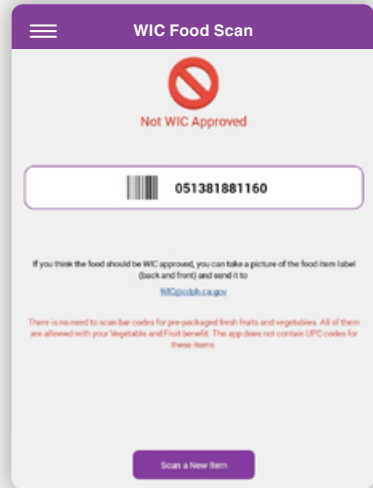 WIC Food Scan
Not WIC Approved
051381881160
If you think the food should be WIC approved, you can take a picture of the food item label
(back and front) and send it to
WIC@cdph.ca.gov
There is no need to scan bar codes for pre-packaged fresh fruits and vegetables. All of them
are allowed with your Vegetable and Fruit benefit. The app does not contain UPC codes for
these items.
Scan a New Item